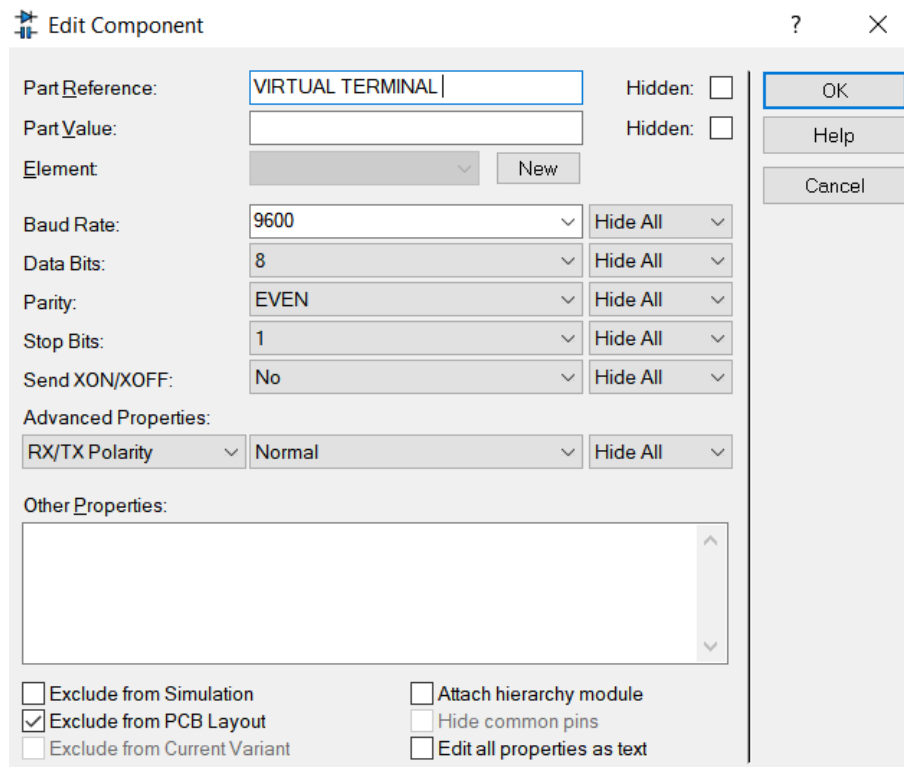 Edit Component ?
Part Reference: VIRTUAL TERMINAL Hidden: OK
Part Value: Hidden: Help
Element: New Cancel
Baud Rate: 9600 Hide All
Data Bits: 8 Hide All
Parity: EVEN Hide All
Stop Bits: 1 Hide All
Send XON/XOFF: No Hide All
Advanced Properties:
RX/TX Polarity Normal Hide All
Other Properties:
Exclude from Simulation Attach hierarchy module
Exclude from PCB Layout Hide common pins
Exclude from Current Variant Edit all properties as text